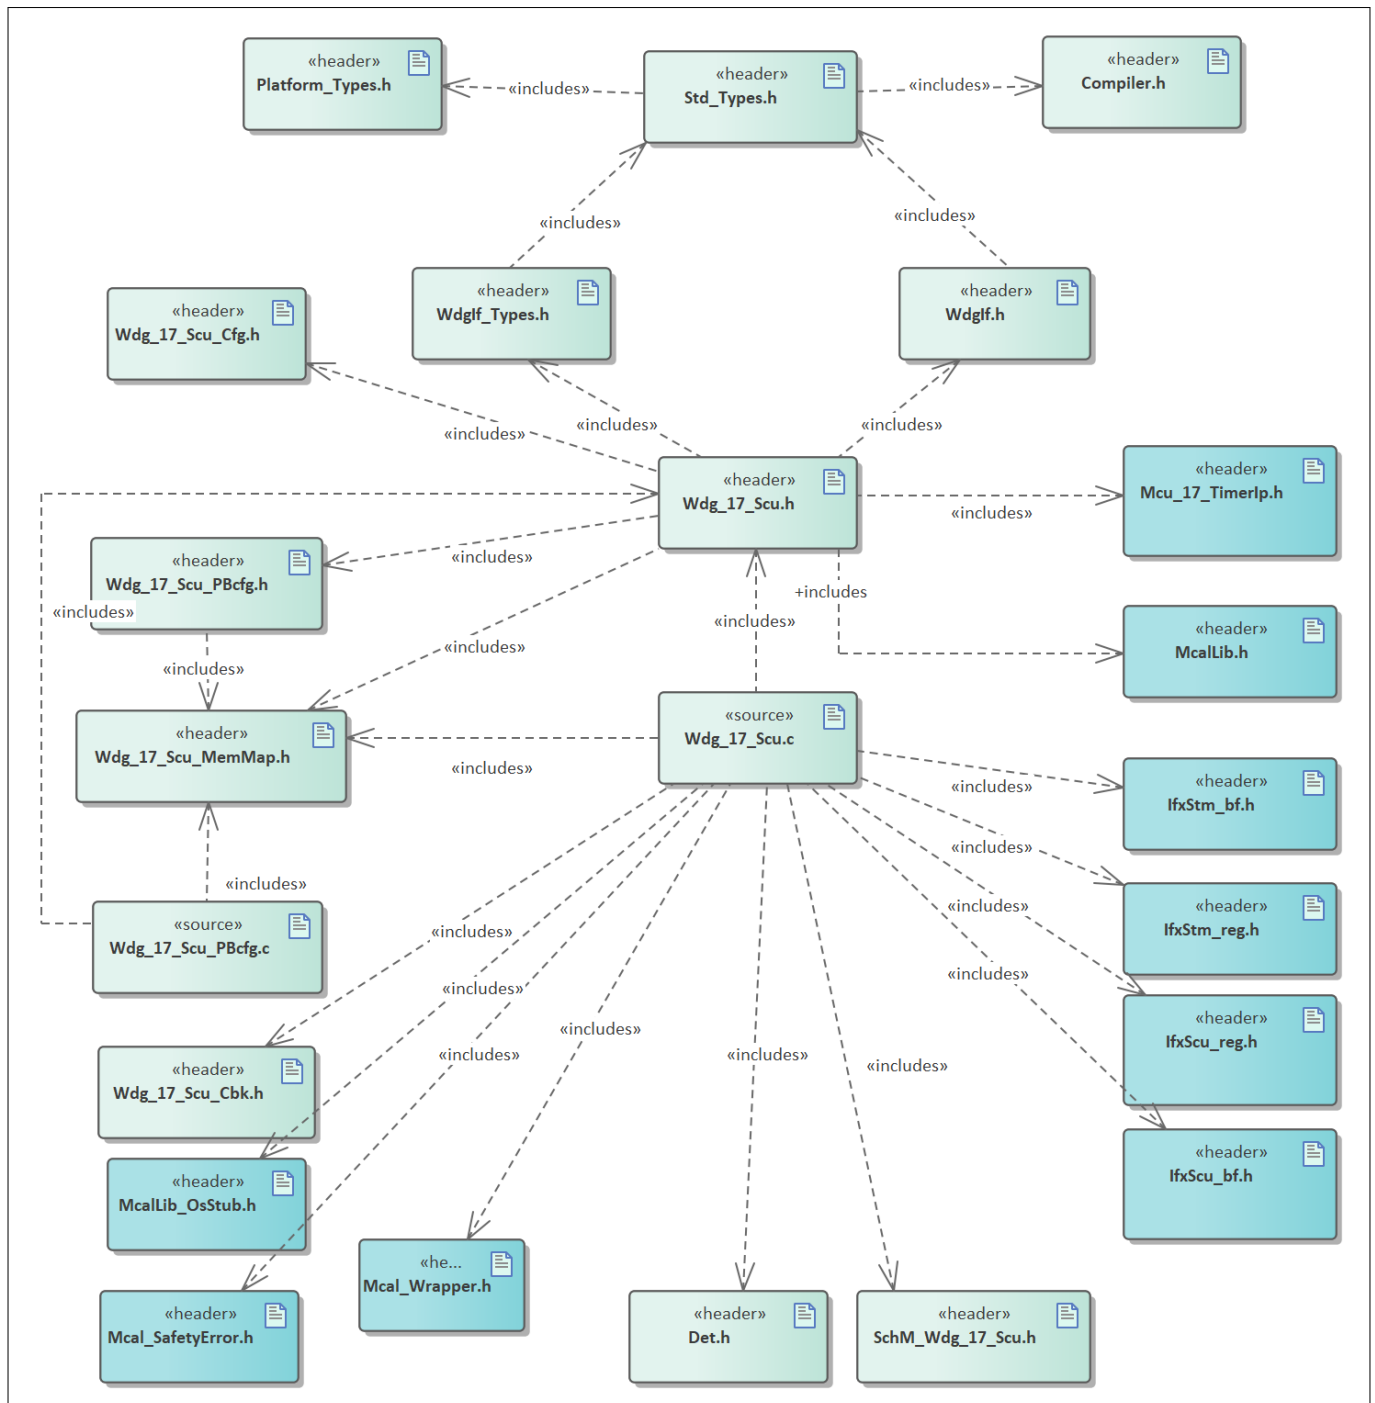 «header»
Platform_Types.h
«header»
Std_Types.h
«header»
Compiler.h
«includes»
«includes»
«includes»
«includes»
«header»
Wdg_17_Scu_Cfg.h
«header»
WdgIf_Types.h
«header»
WdgIf.h
«includes»
«includes»
«includes»
«header»
Wdg_17_Scu.h
«header»
Mcu_17_TimerIp.h
«includes»
«header»
Wdg_17_Scu_PBcfg.h
«includes»
«includes»
+includes
«includes»
«includes»
«includes»
«header»
McalLib.h
«header»
Wdg_17_Scu_MemMap.h
«source»
Wdg_17_Scu.c
«includes»
«header»
IfxStm_bf.h
«includes»
«includes»
«includes»
«source»
Wdg_17_Scu_PBcfg.c
«header»
IfxStm_reg.h
«includes»
«includes»
«includes»
«includes»
«header»
IfxScu_reg.h
«includes»
«includes»
«includes»
«includes»
«header»
Wdg_17_Scu_Cbk.h
«includes»
«header»
McalLib_OsStub.h
«header»
IfxScu_bf.h
«he...
Mcal_Wrapper.h
«header»
Mcal_SafetyError.h
«header»
Det.h
«header»
SchM_Wdg_17_Scu.h